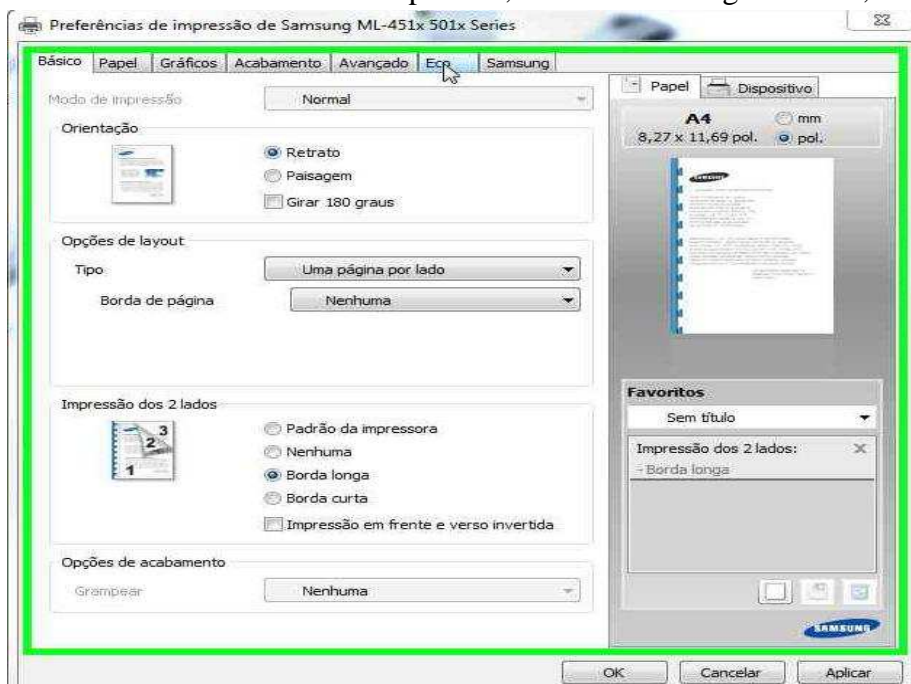 Preferências de impressão de Samsung ML-451x 501x Series
Básico Papel Gráficos Acabamento Avançado Eco Samsung
Modo de impressão Normal
Orientação
Retrato
Paisagem
Girar 180 graus
Opções de layout
Tipo Uma página por lado
Borda de página Nenhuma
Impressão dos 2 lados
3
2
1
Padrão da impressora
Nenhuma
Borda longa
Borda curta
Impressão em frente e verso invertida
Opções de acabamento
Grampear Nenhuma
Papel Dispositivo
A4 mm
8,27 x 11,69 pol. pol.
SAMSUNG
Favoritos
Sem título
Impressão dos 2 lados:
- Borda longa
SAMSUNG
OK Cancelar Aplicar